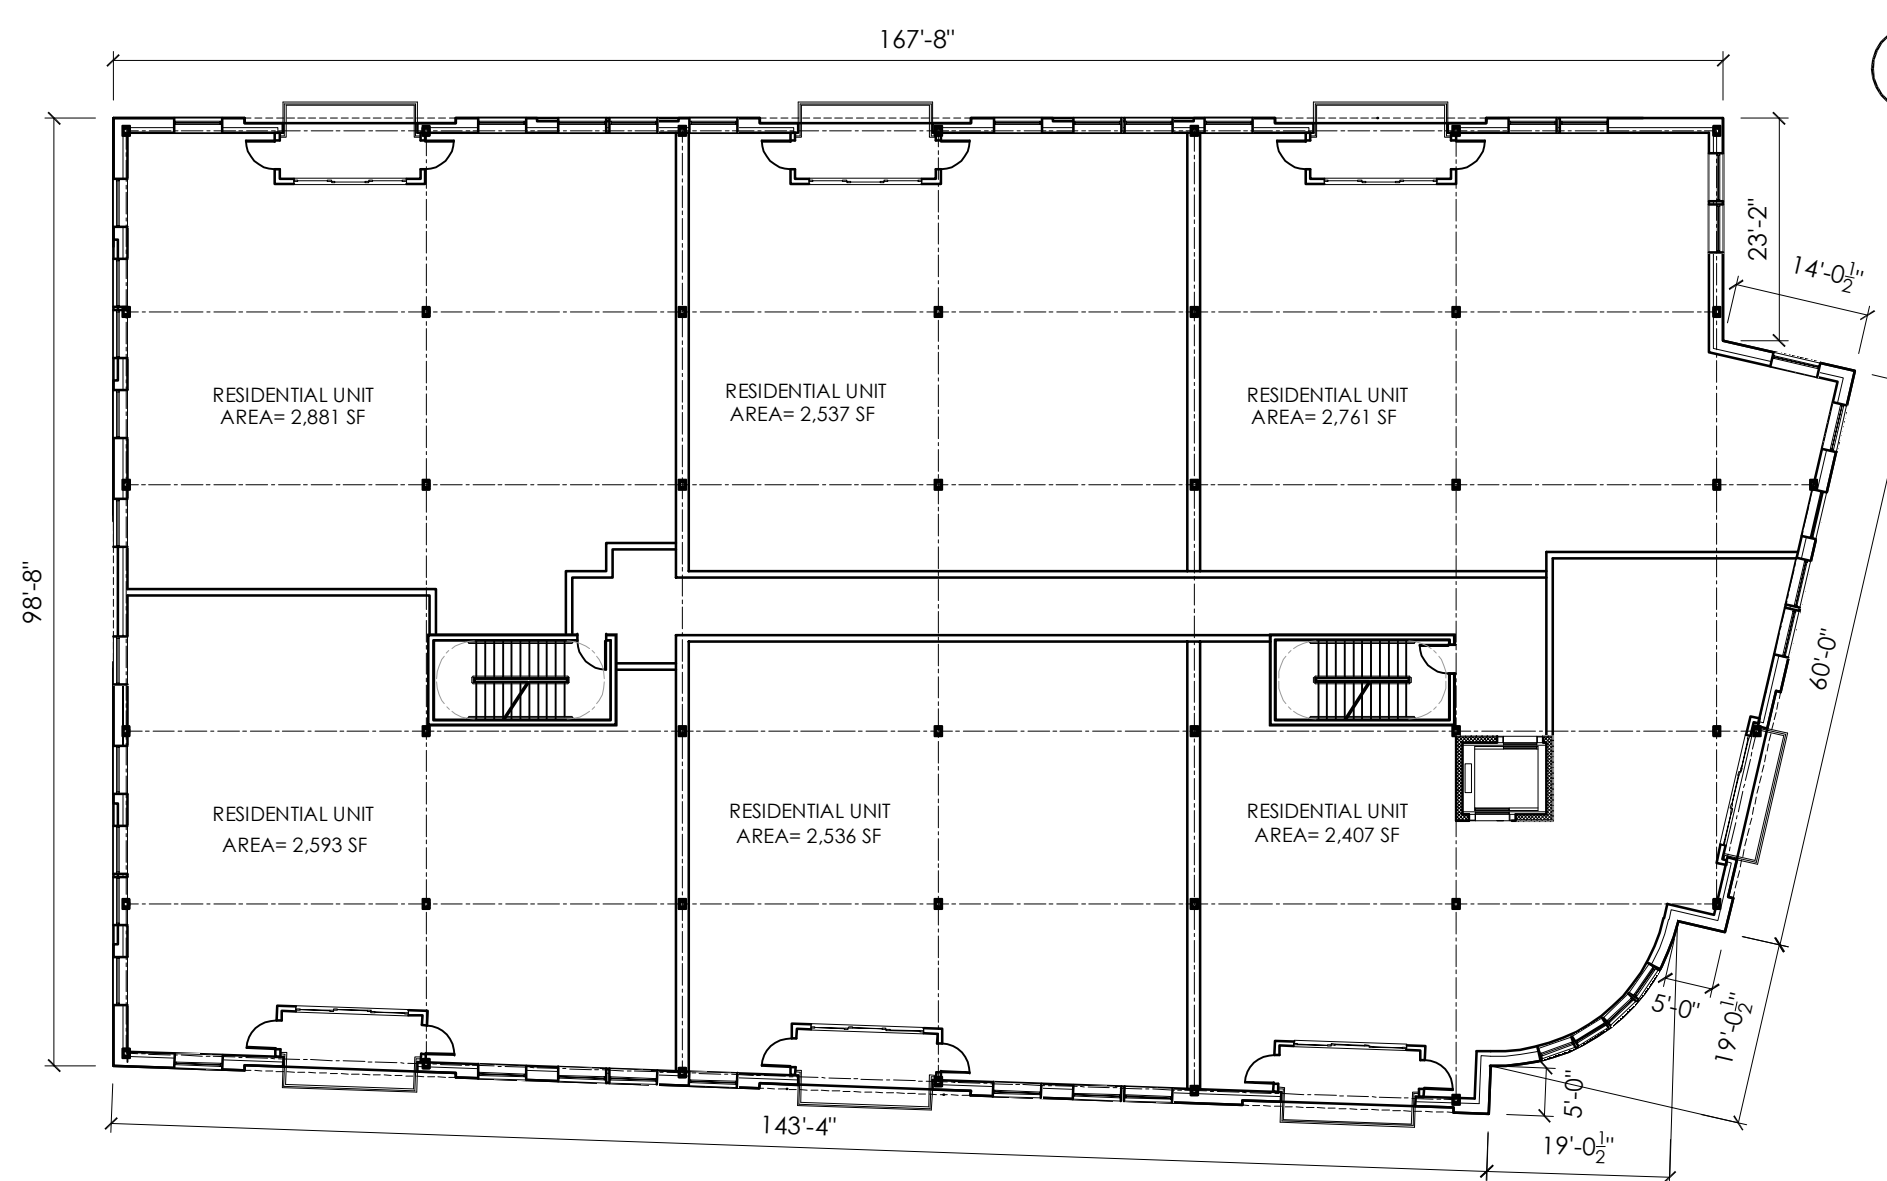 167'-8"
23'-2"
14'-0½"
RESIDENTIAL UNIT
AREA= 2,881 SF
RESIDENTIAL UNIT
AREA= 2,537 SF
RESIDENTIAL UNIT
AREA= 2,761 SF
98'-8"
60'-0"
RESIDENTIAL UNIT
AREA= 2,593 SF
RESIDENTIAL UNIT
AREA= 2,536 SF
RESIDENTIAL UNIT
AREA= 2,407 SF
5'-0"
19'-0½"
5'-0"
143'-4"
19'-0½"